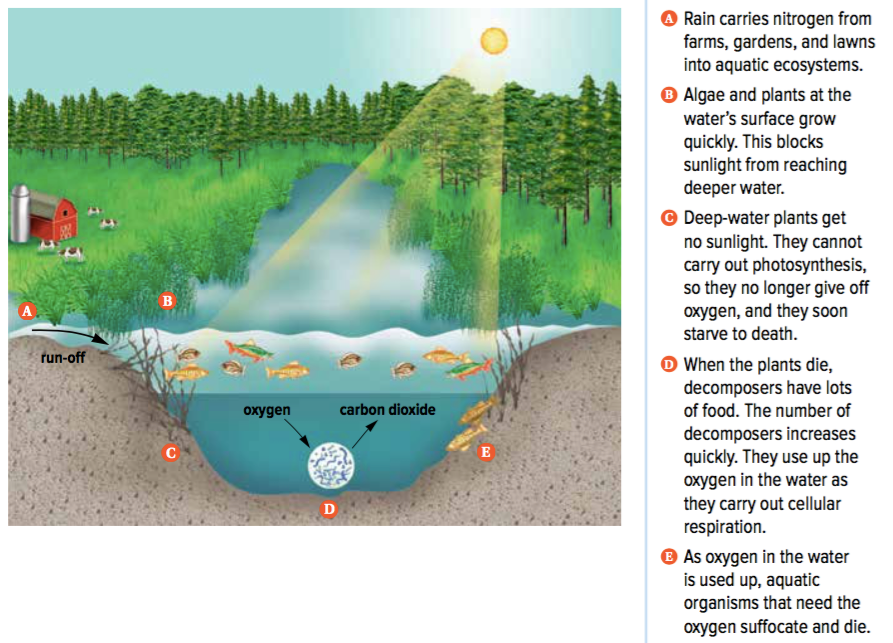 A
B
run-off
oxygen
carbon dioxide
C
E
D
A Rain carries nitrogen from
farms, gardens, and lawns
into aquatic ecosystems.
B Algae and plants at the
water's surface grow
quickly. This blocks
sunlight from reaching
deeper water.
C Deep-water plants get
no sunlight. They cannot
carry out photosynthesis,
so they no longer give off
oxygen, and they soon
starve to death.
D When the plants die,
decomposers have lots
of food. The number of
decomposers increases
quickly. They use up the
oxygen in the water as
they carry out cellular
respiration.
E As oxygen in the water
is used up, aquatic
organisms that need the
oxygen suffocate and die.